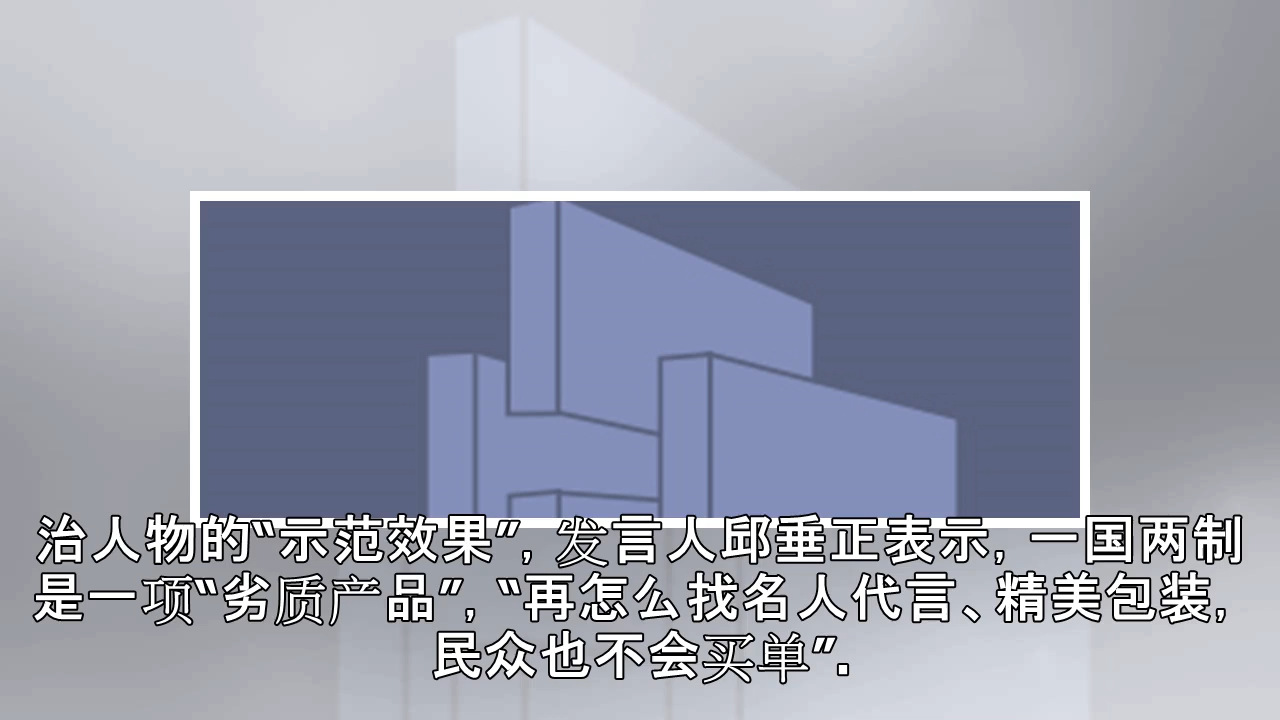 治人物的“示范效果”, 发言人邱垂正表示, 一国两制
是一项“劣质产品”, “再怎么找名人代言、精美包装,
民众也不会买单”.